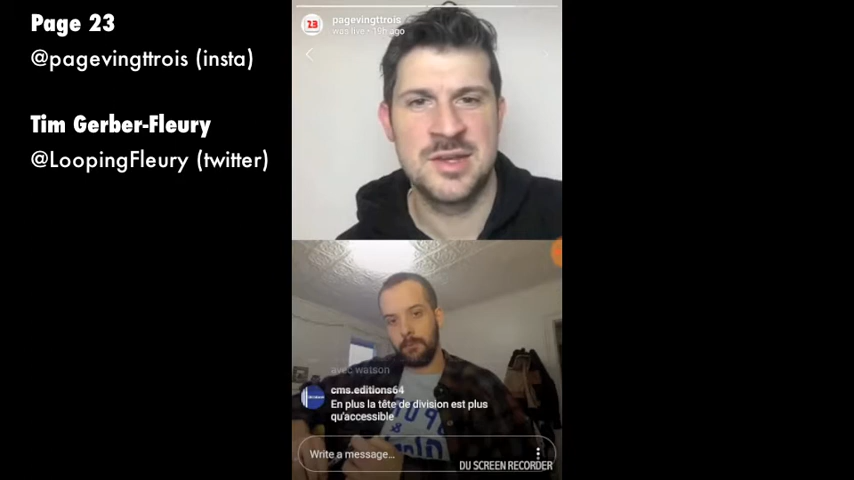 Page 23
@pagevingttrois (insta)
Tim Gerber-Fleury
@LoopingFleury (twitter)
23
pagevingttrois
was live • 19h ago
avec watson
cms.editions64
En plus la tête de division est plus
qu'accessible
Write a message...
DU SCREEN RECORDER